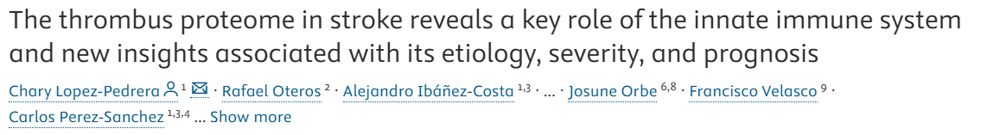 The thrombus proteome in stroke reveals a key role of the innate immune system
and new insights associated with its etiology, severity, and prognosis
Chary Lopez-Pedrera 1 · Rafael Oteros 2 · Alejandro Ibáñez-Costa 1,3 · ... · Josune Orbe 6,8 · Francisco Velasco 9 ·
Carlos Perez-Sanchez 1,3,4 ... Show more